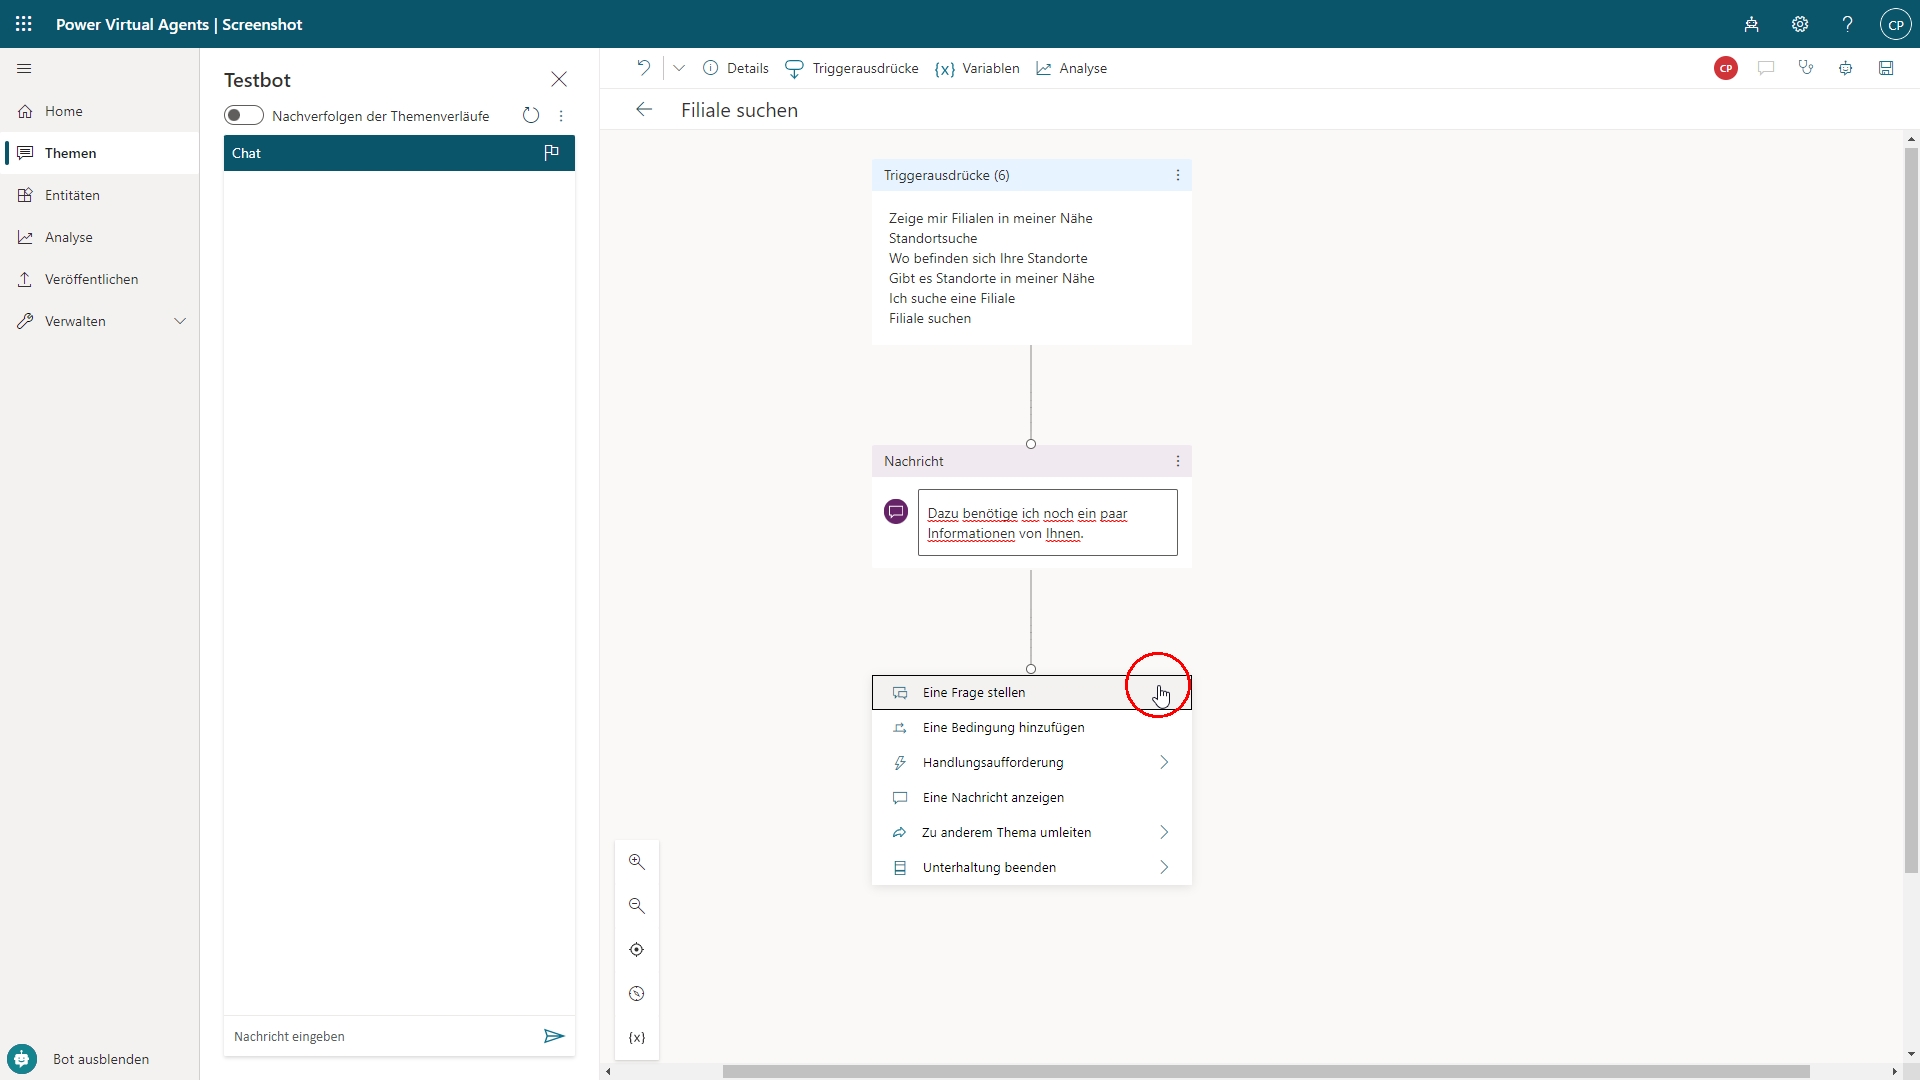 Power Virtual Agents | Screenshot
CP
Home
Themen
Entitäten
Analyse
Veröffentlichen
Verwalten
Bot ausblenden
Testbot
Nachverfolgen der Themenverläufe
Chat
Nachricht eingeben
Details
Triggerausdrücke
{x} Variablen
Analyse
CP
Filiale suchen
Triggerausdrücke (6)
Zeige mir Filialen in meiner Nähe
Standortsuche
Wo befinden sich Ihre Standorte
Gibt es Standorte in meiner Nähe
Ich suche eine Filiale
Filiale suchen
Nachricht
Dazu benötige ich noch ein paar
Informationen von Ihnen.
Eine Frage stellen
Eine Bedingung hinzufügen
Handlungsaufforderung
Eine Nachricht anzeigen
Zu anderem Thema umleiten
Unterhaltung beenden
{x}